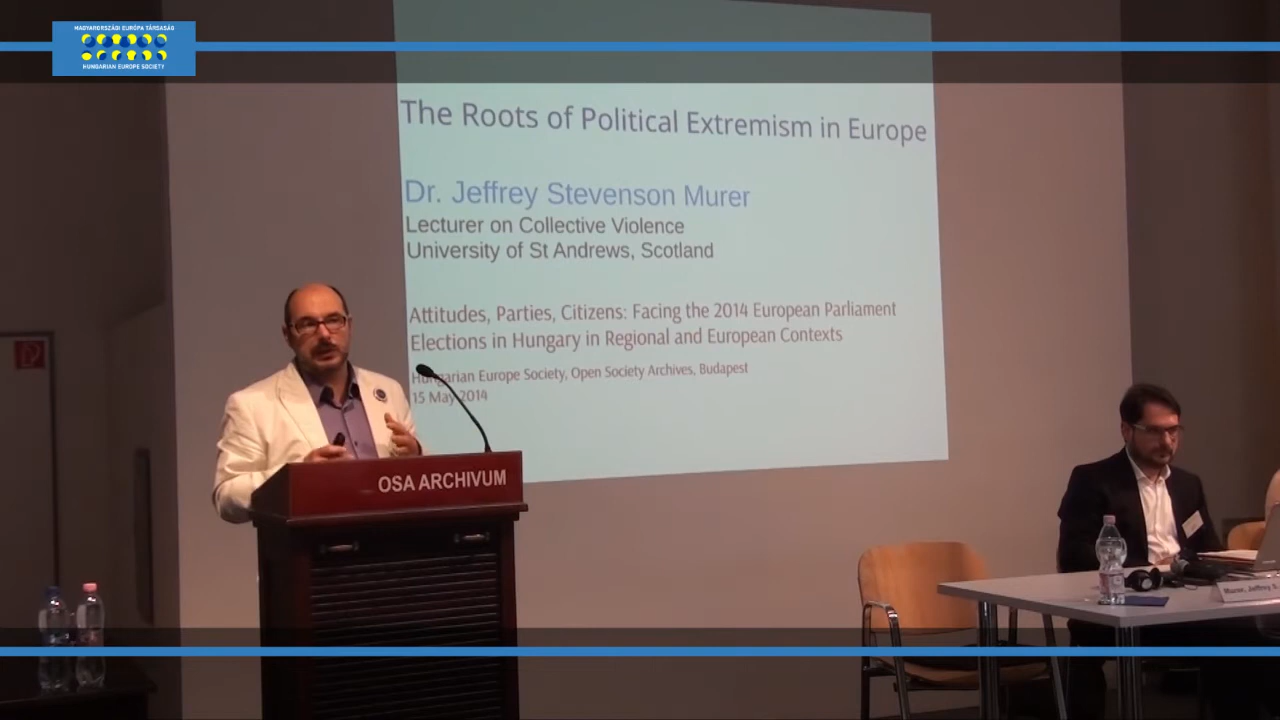 MAGYARORSZÁGI EURÓPA TÁRSASÁG
HUNGARIAN EUROPE SOCIETY
The Roots of Political Extremism in Europe
Dr. Jeffrey Stevenson Murer
Lecturer on Collective Violence
University of St Andrews, Scotland
Attitudes, Parties, Citizens: Facing the 2014 European Parliament
Elections in Hungary in Regional and European Contexts
Hungarian Europe Society, Open Society Archives, Budapest
15 May 2014
OSA ARCHIVUM
Murer, Jeffrey S.